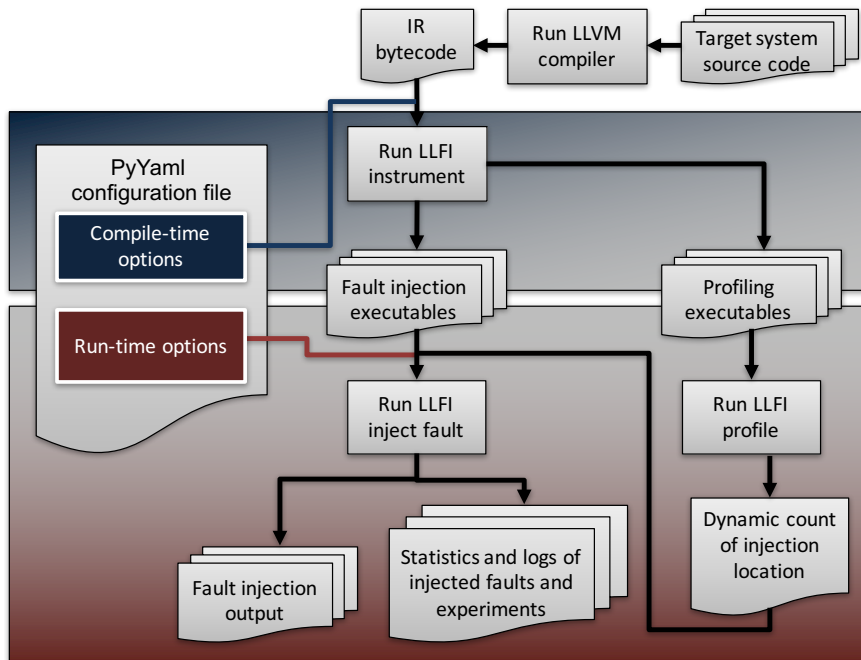 IR
bytecode
Run LLVM
compiler
Target system
source code
PyYaml
configuration file
Compile-time
options
Run-time options
Run LLFI
instrument
Fault injection
executables
Profiling
executables
Run LLFI
inject fault
Run LLFI
profile
Fault injection
output
Statistics and logs of
injected faults and
experiments
Dynamic count
of injection
location